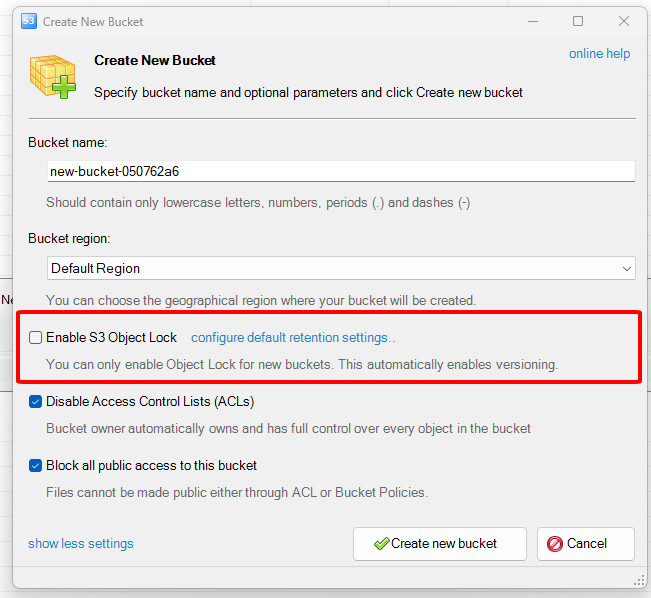 S3 Create New Bucket
Create New Bucket
online help
Specify bucket name and optional parameters and click Create new bucket
Bucket name:
new-bucket-050762a6
Should contain only lowercase letters, numbers, periods (.) and dashes (-)
Bucket region:
Default Region
You can choose the geographical region where your bucket will be created.
Ne
Enable S3 Object Lock configure default retention settings..
You can only enable Object Lock for new buckets. This automatically enables versioning.
Disable Access Control Lists (ACLs)
Bucket owner automatically owns and has full control over every object in the bucket
Block all public access to this bucket
Files cannot be made public either through ACL or Bucket Policies.
show less settings
Create new bucket
Cancel